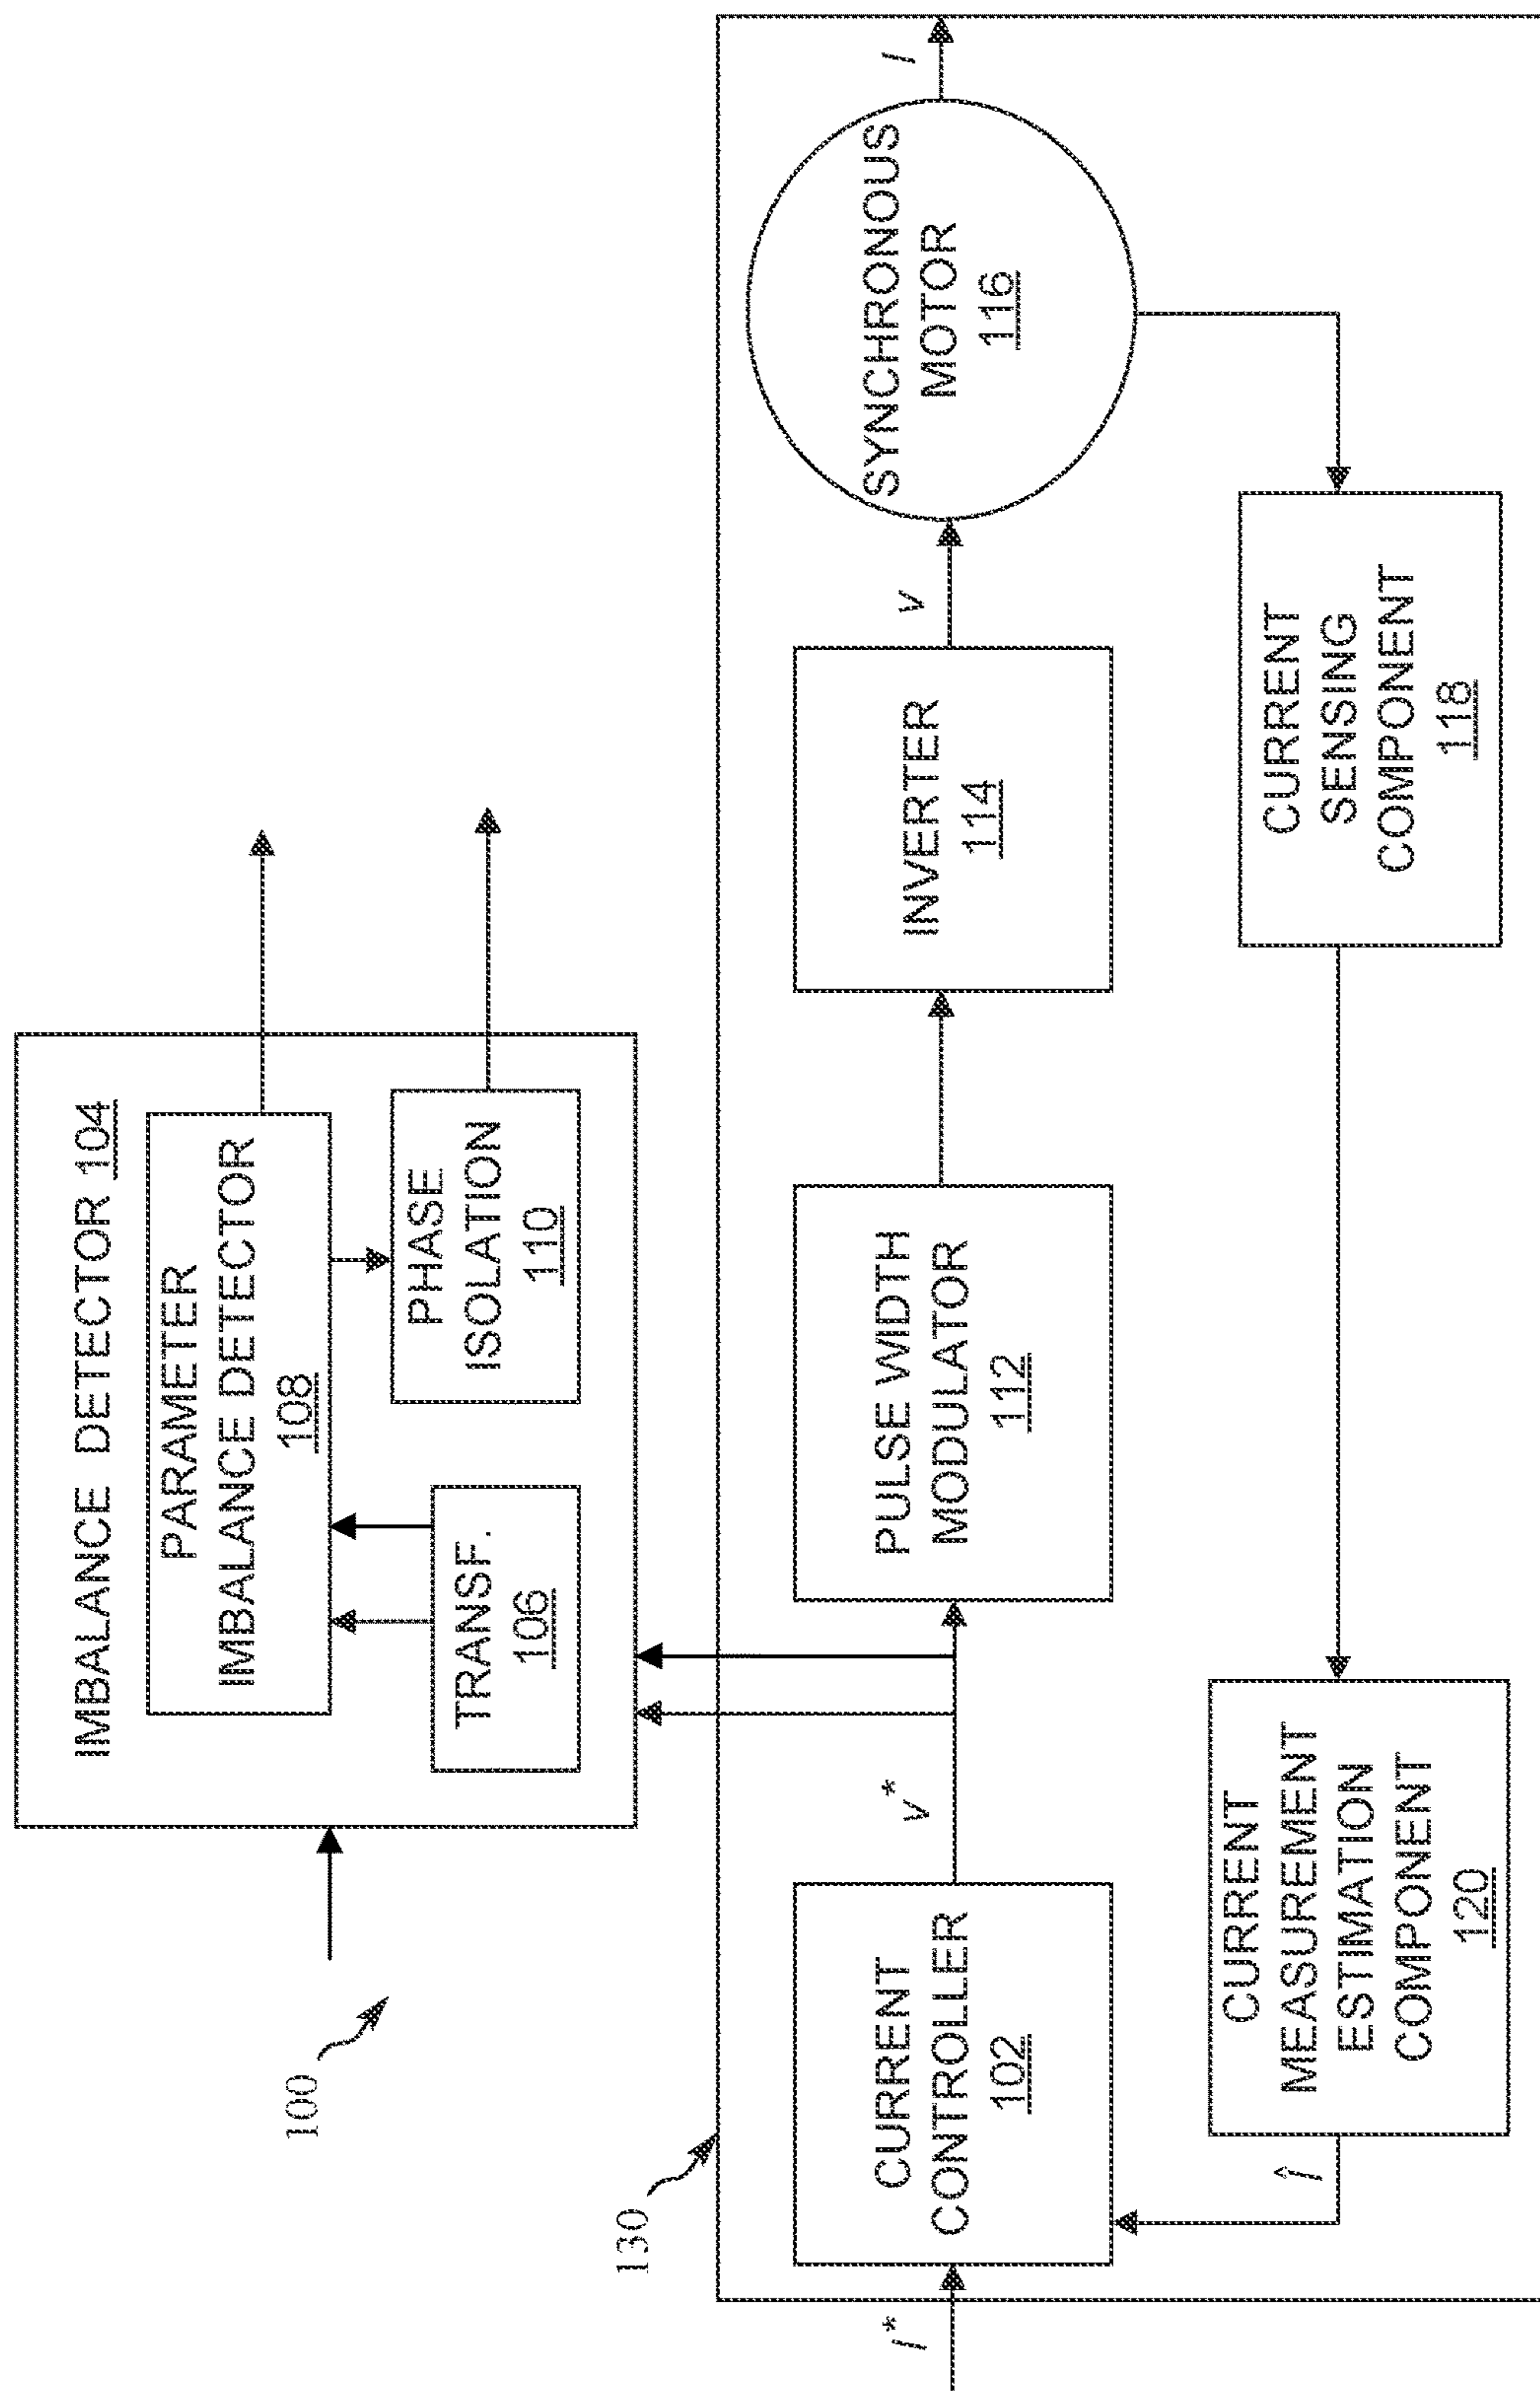 100
IMBALANCE DETECTOR 104
PARAMETER
IMBALANCE DETECTOR
108
TRANSF.
106
PHASE
ISOLATION
110
130
I*
CURRENT
CONTROLLER
102
V*
PULSE WIDTH
MODULATOR
112
INVERTER
114
V
SYNCHRONOUS
MOTOR
116
I
Î
CURRENT
MEASUREMENT
ESTIMATION
COMPONENT
120
CURRENT
SENSING
COMPONENT
118